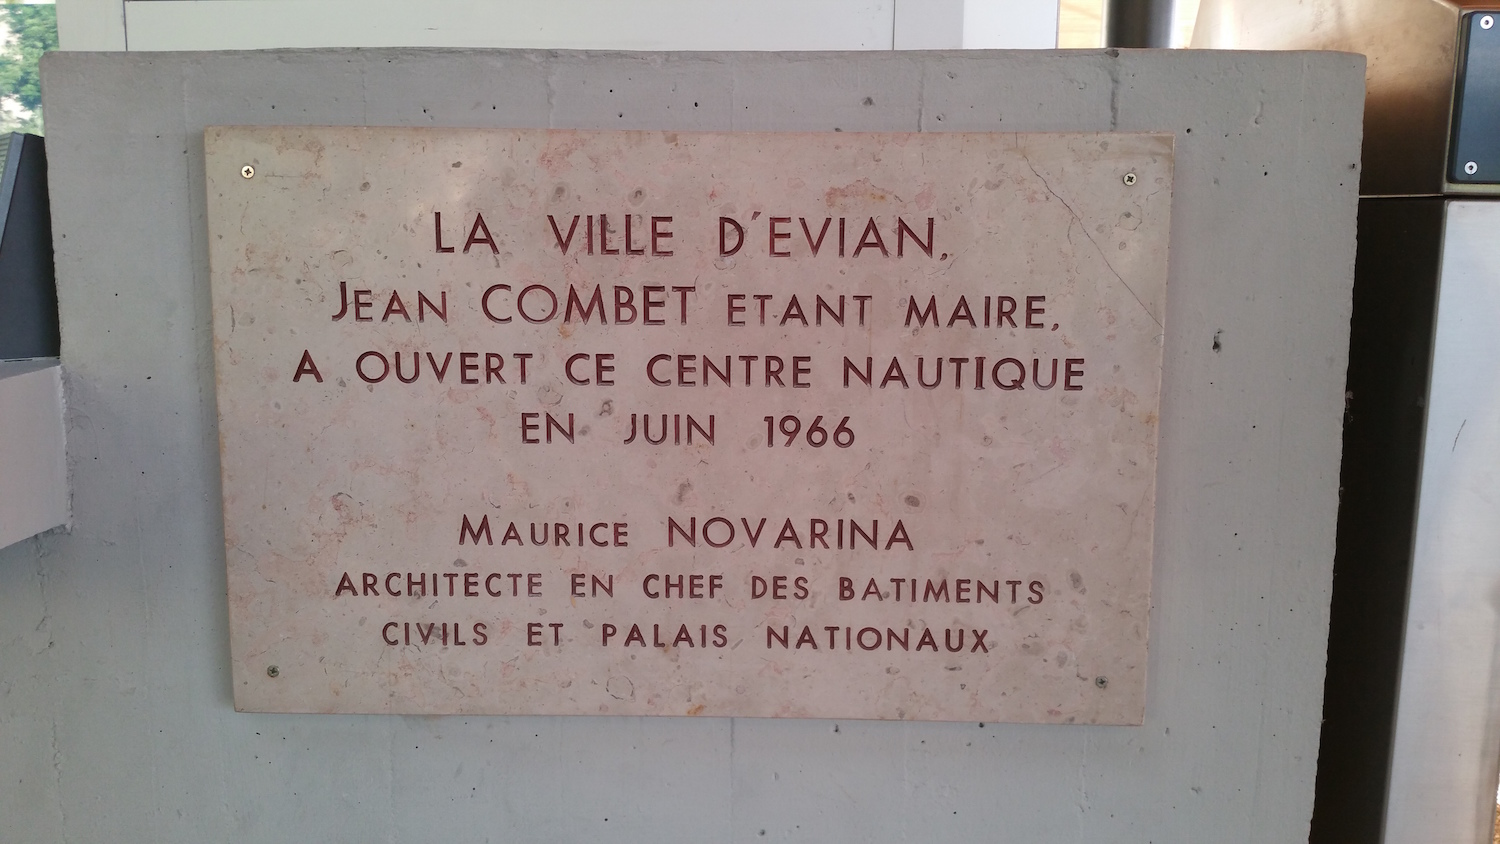 LA VILLE D'EVIAN,
JEAN COMBET ETANT MAIRE,
A OUVERT CE CENTRE NAUTIQUE
EN JUIN 1966
MAURICE NOVARINA
ARCHITECTE EN CHEF DES BATIMENTS
CIVILS ET PALAIS NATIONAUX